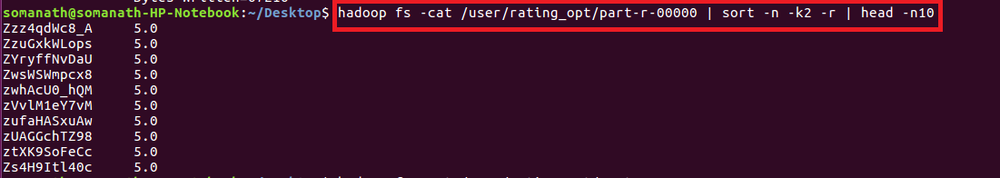 somanath@somanath-HP-Notebook:~/Desktop$ hadoop fs -cat /user/rating_opt/part-r-00000 | sort -n -k2 -r | head -n10
Zzz4qdWc8_A 5.0
ZzuGxkWLops 5.0
ZYryffNvDaU 5.0
ZwsWSWmpcx8 5.0
zwhAcU0_hQM 5.0
zVvlM1eY7vM 5.0
zufaHASxuAw 5.0
zUAGGchTZ98 5.0
ztXK9SoFeCc 5.0
Zs4H9Itl40c 5.0